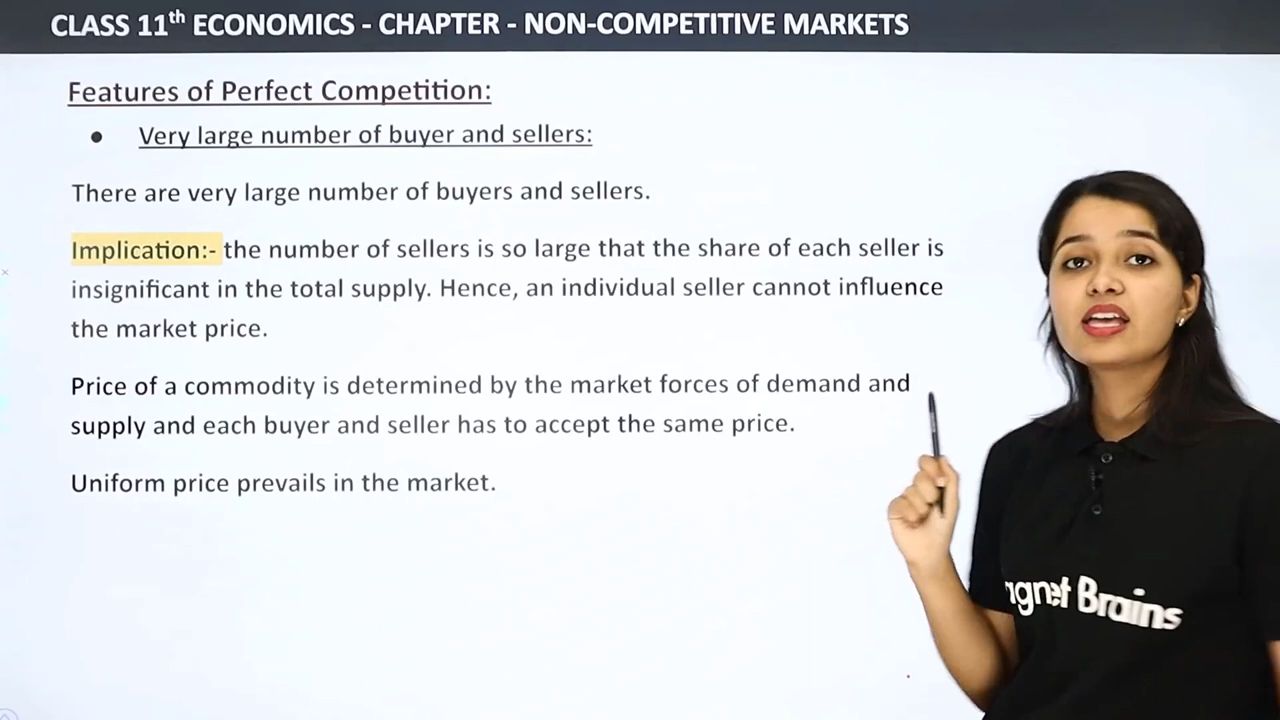 CLASS 11th ECONOMICS - CHAPTER - NON-COMPETITIVE MARKETS
Features of Perfect Competition:
● Very large number of buyer and sellers:
There are very large number of buyers and sellers.
Implication:- the number of sellers is so large that the share of each seller is
insignificant in the total supply. Hence, an individual seller cannot influence
the market price.
Price of a commodity is determined by the market forces of demand and
supply and each buyer and seller has to accept the same price.
Uniform price prevails in the market.
agnet Brains